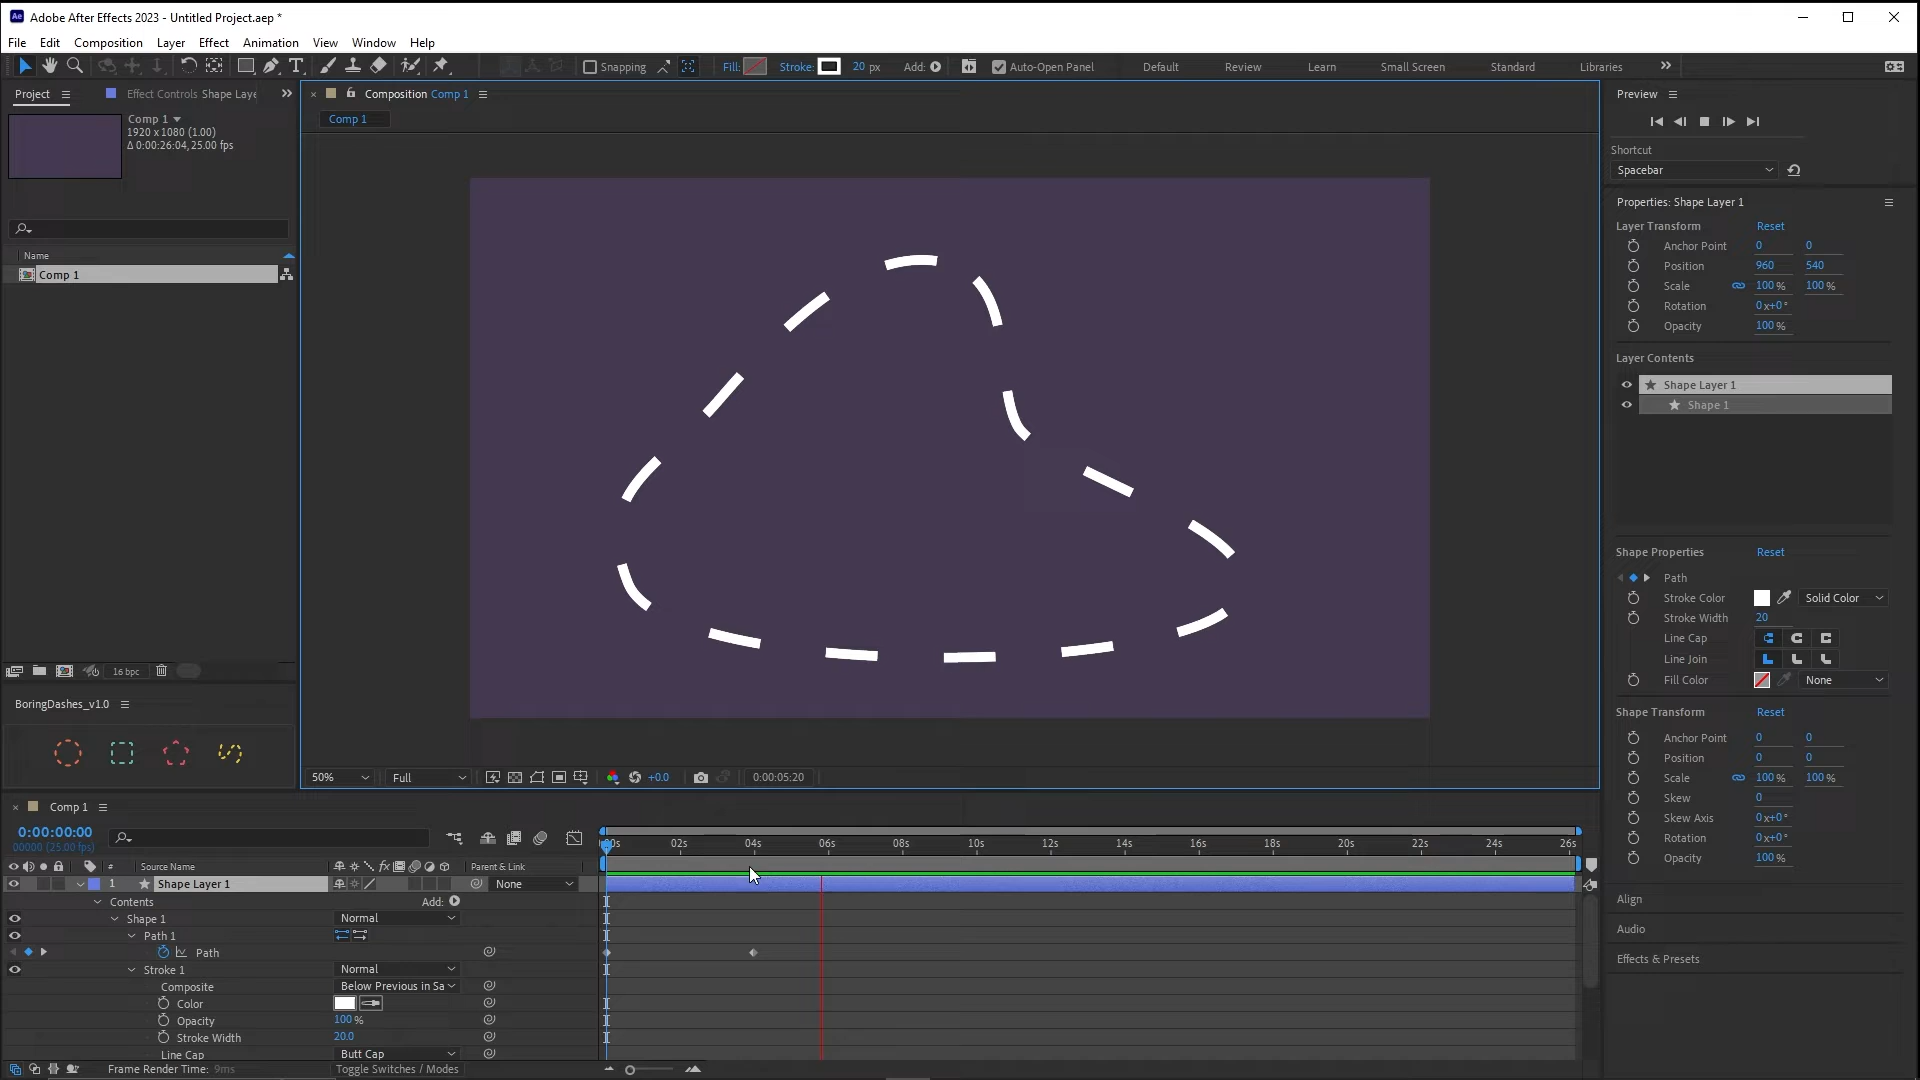 Ae Adobe After Effects 2023 - Untitled Project.aep *
File Edit Composition Layer Effect Animation View Window Help
Snapping Fill: Stroke: 20 px Add: Auto-Open Panel Default Review Learn Small Screen Standard Libraries
Project Effect Controls Shape Laye
Comp 1
1920 x 1080 (1.00)
Δ 0:00:26:04, 25.00 fps
Name
Comp 1
16 bpc
BoringDashes_v1.0
Composition Comp 1
Comp 1
50% Full +0.0 0:00:05:20
Preview
Shortcut
Spacebar
Properties: Shape Layer 1
Layer Transform Reset
Anchor Point 0 0
Position 960 540
Scale 100 % 100 %
Rotation 0x+0°
Opacity 100 %
Layer Contents
Shape Layer 1
Shape 1
Shape Properties Reset
Path
Stroke Color Solid Color
Stroke Width 20
Line Cap
Line Join
Fill Color None
Shape Transform Reset
Anchor Point 0 0
Position 0 0
Scale 100 % 100 %
Skew 0
Skew Axis 0x+0°
Rotation 0x+0°
Opacity 100 %
Align
Audio
Effects & Presets
Comp 1
0:00:00:00
00000 (25.00 fps)
02s 04s 06s 08s 10s 12s 14s 16s 18s 20s 22s 24s 26s
# Source Name fx Parent & Link
1 Shape Layer 1 None
Contents Add:
Shape 1 Normal
Path 1
Path
Stroke 1 Normal
Composite Below Previous in Sa
Color
Opacity 100 %
Stroke Width 20.0
Line Cap Butt Cap
Frame Render Time: 9ms Toggle Switches / Modes